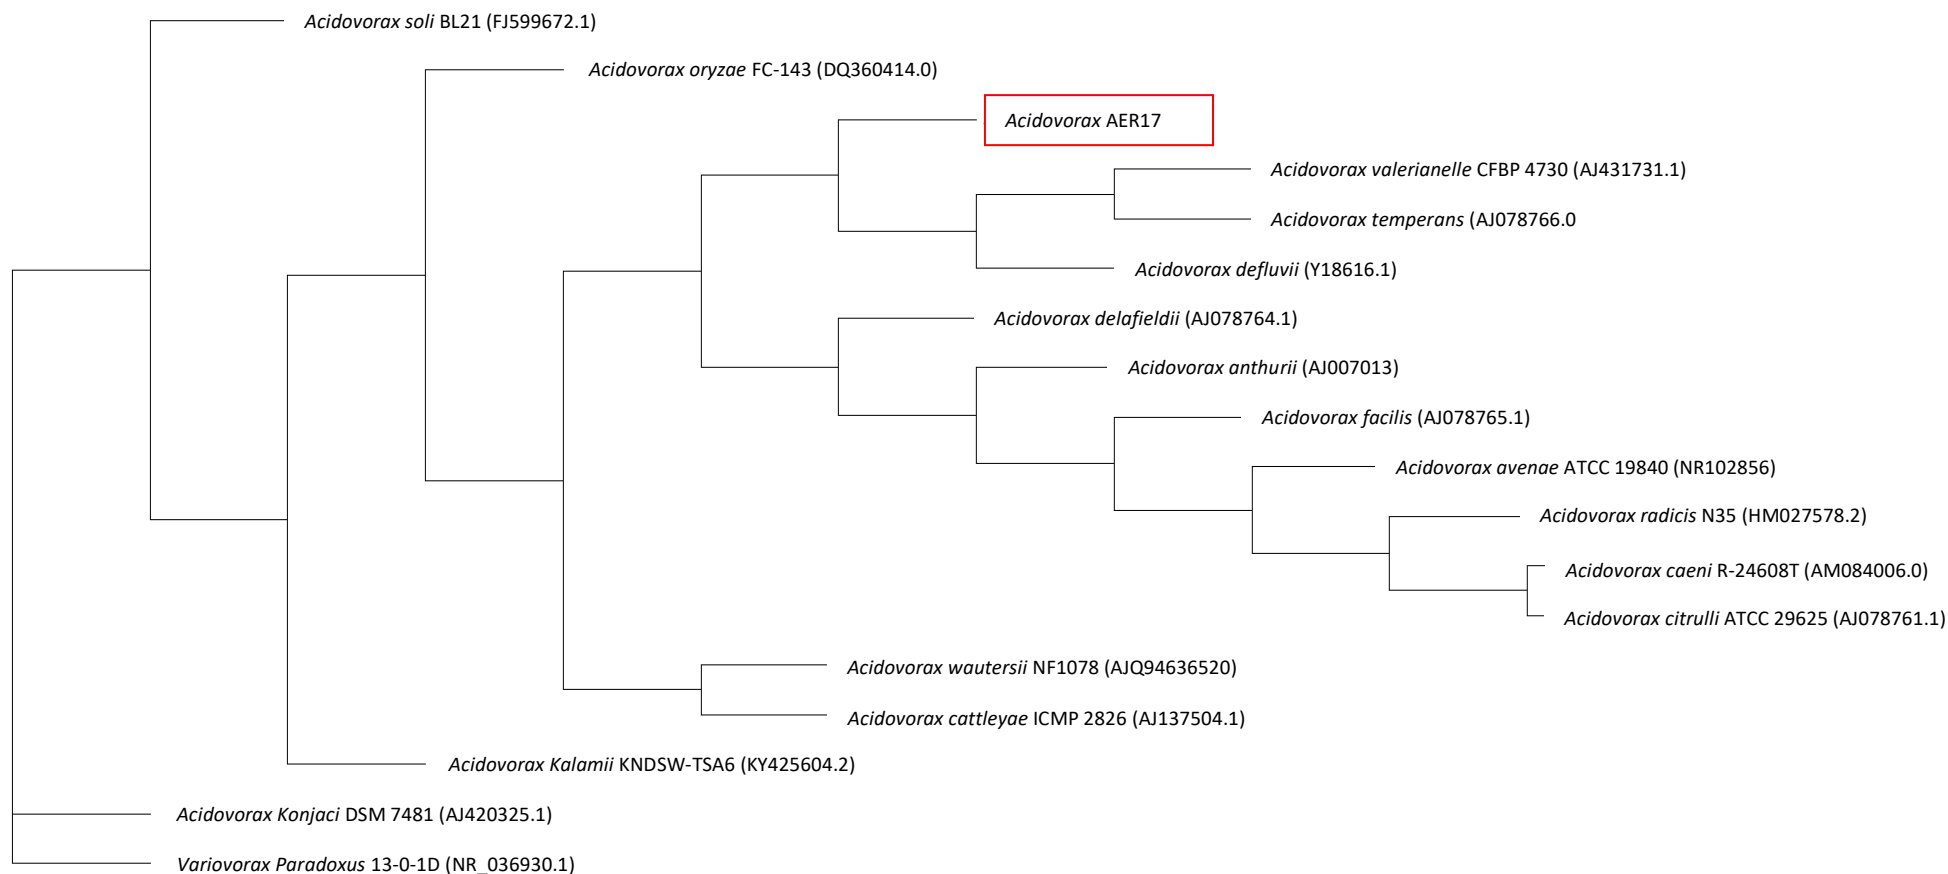 Acidovorax soli BL21 (FJ599672.1)
Acidovorax oryzae FC-143 (DQ360414.0)
Acidovorax AER17
Acidovorax valerianelle CFBP 4730 (AJ431731.1)
Acidovorax temperans (AJ078766.0
Acidovorax defluvii (Y18616.1)
Acidovorax delafieldii (AJ078764.1)
Acidovorax anthurii (AJ007013)
Acidovorax facilis (AJ078765.1)
Acidovorax avenae ATCC 19840 (NR102856)
Acidovorax radicis N35 (HM027578.2)
Acidovorax caeni R-24608T (AM084006.0)
Acidovorax citrulli ATCC 29625 (AJ078761.1)
Acidovorax wautersii NF1078 (AJQ94636520)
Acidovorax cattleyae ICMP 2826 (AJ137504.1)
Acidovorax Kalamii KNDSW-TSA6 (KY425604.2)
Acidovorax Konjaci DSM 7481 (AJ420325.1)
Variovorax Paradoxus 13-0-1D (NR_036930.1)